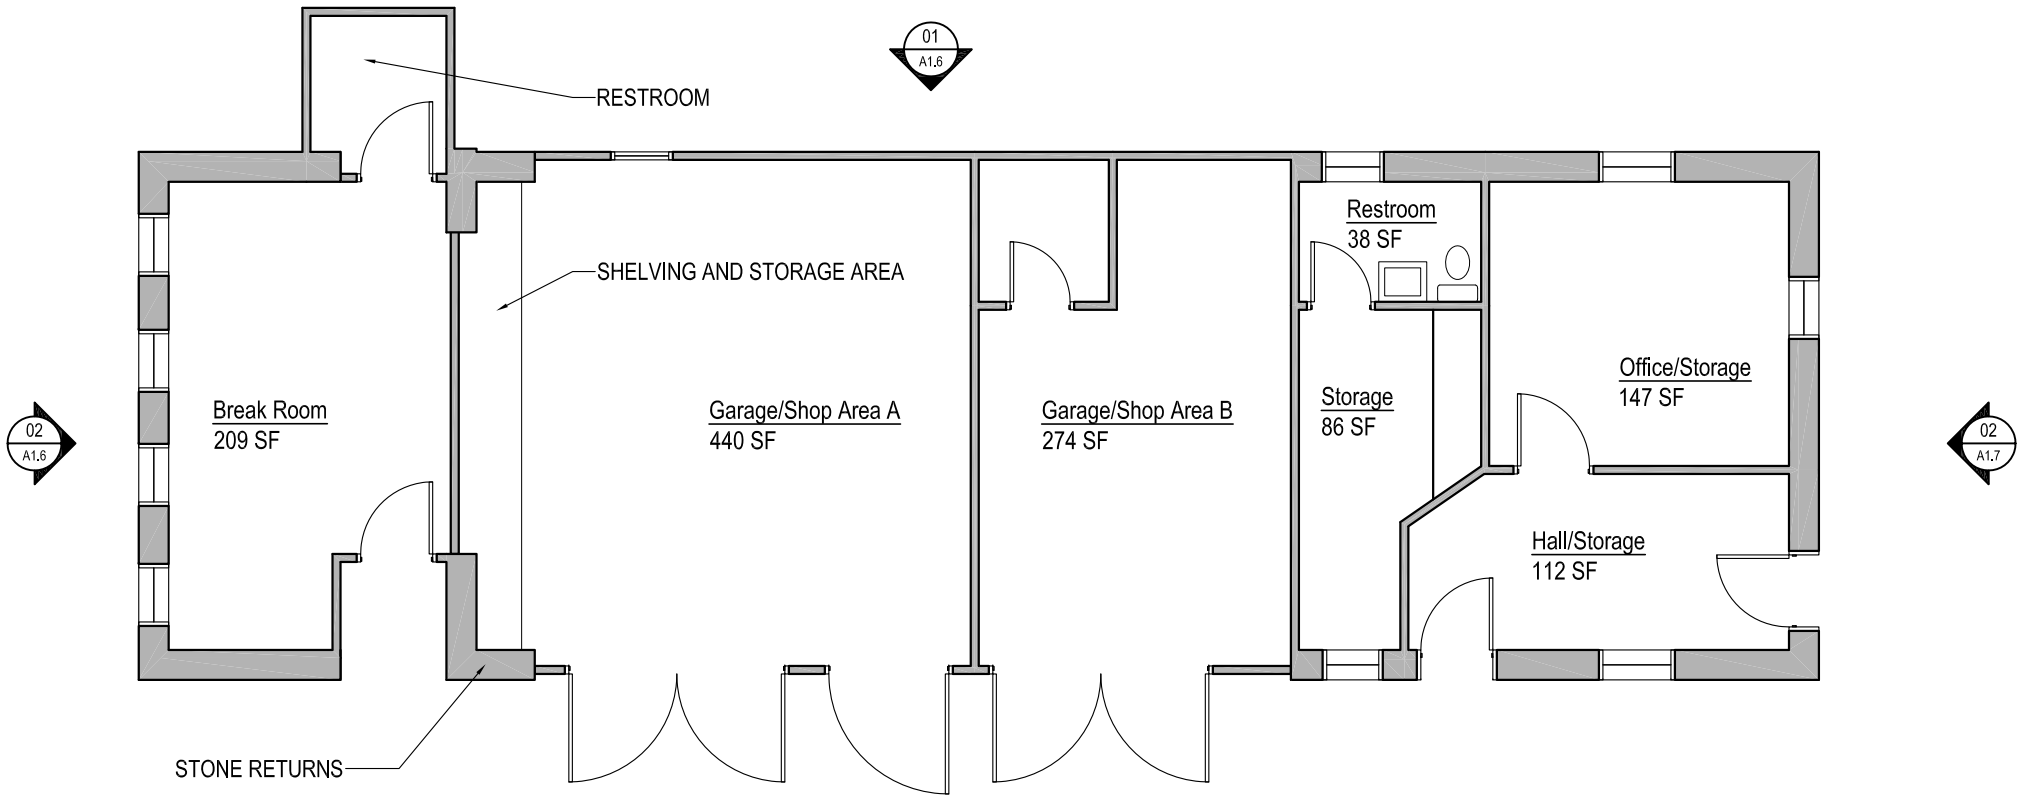 01
A1.6
RESTROOM
Restroom
38 SF
SHELVING AND STORAGE AREA
Office/Storage
147 SF
Break Room
209 SF
Garage/Shop Area A
440 SF
Garage/Shop Area B
274 SF
Storage
86 SF
02
A1.6
02
A1.7
Hall/Storage
112 SF
STONE RETURNS